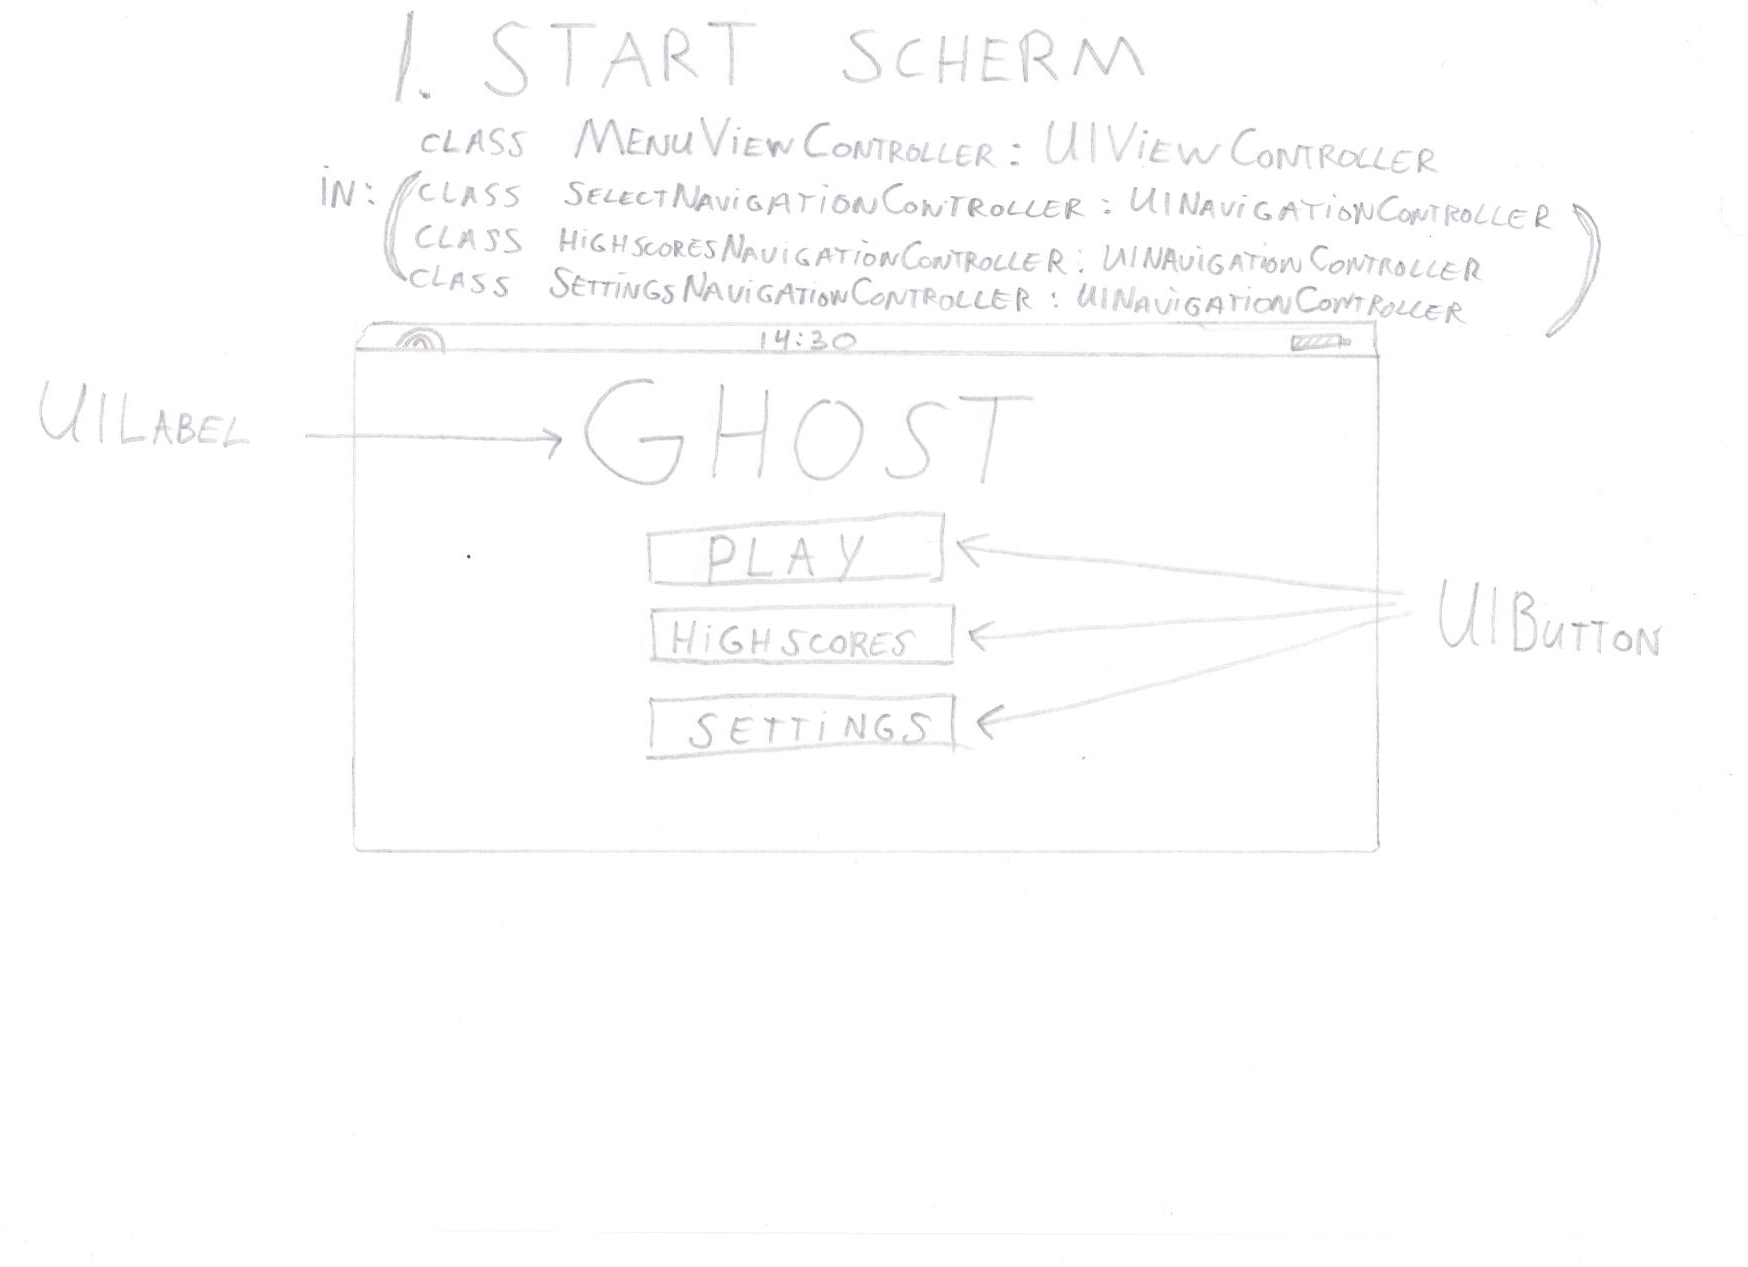 1. START SCHERM
CLASS MENUVIEWCONTROLLER : UIVIEWCONTROLLER
IN: (CLASS SELECTNAVIGATIONCONTROLLER : UINAVIGATIONCONTROLLER
CLASS HIGHSCORESNAVIGATIONCONTROLLER : UINAVIGATIONCONTROLLER
CLASS SETTINGSNAVIGATIONCONTROLLER : UINAVIGATIONCONTROLLER)
14:30
UILABEL
GHOST
PLAY
HIGHSCORES
UIBUTTON
SETTINGS